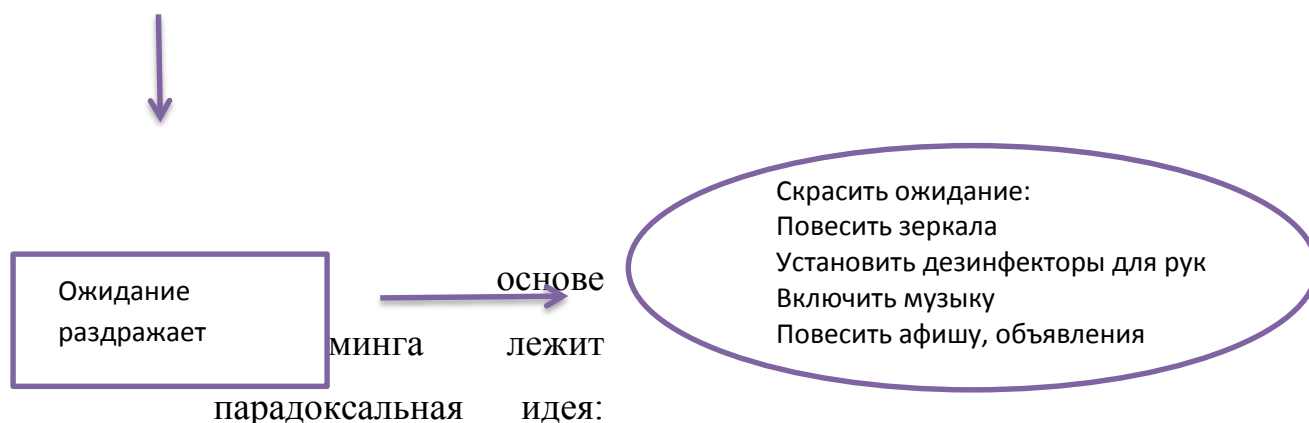 Ожидание
раздражает
основе
минга лежит
парадоксальная идея:
Скрасить ожидание:
Повесить зеркала
Установить дезинфекторы для рук
Включить музыку
Повесить афишу, объявления